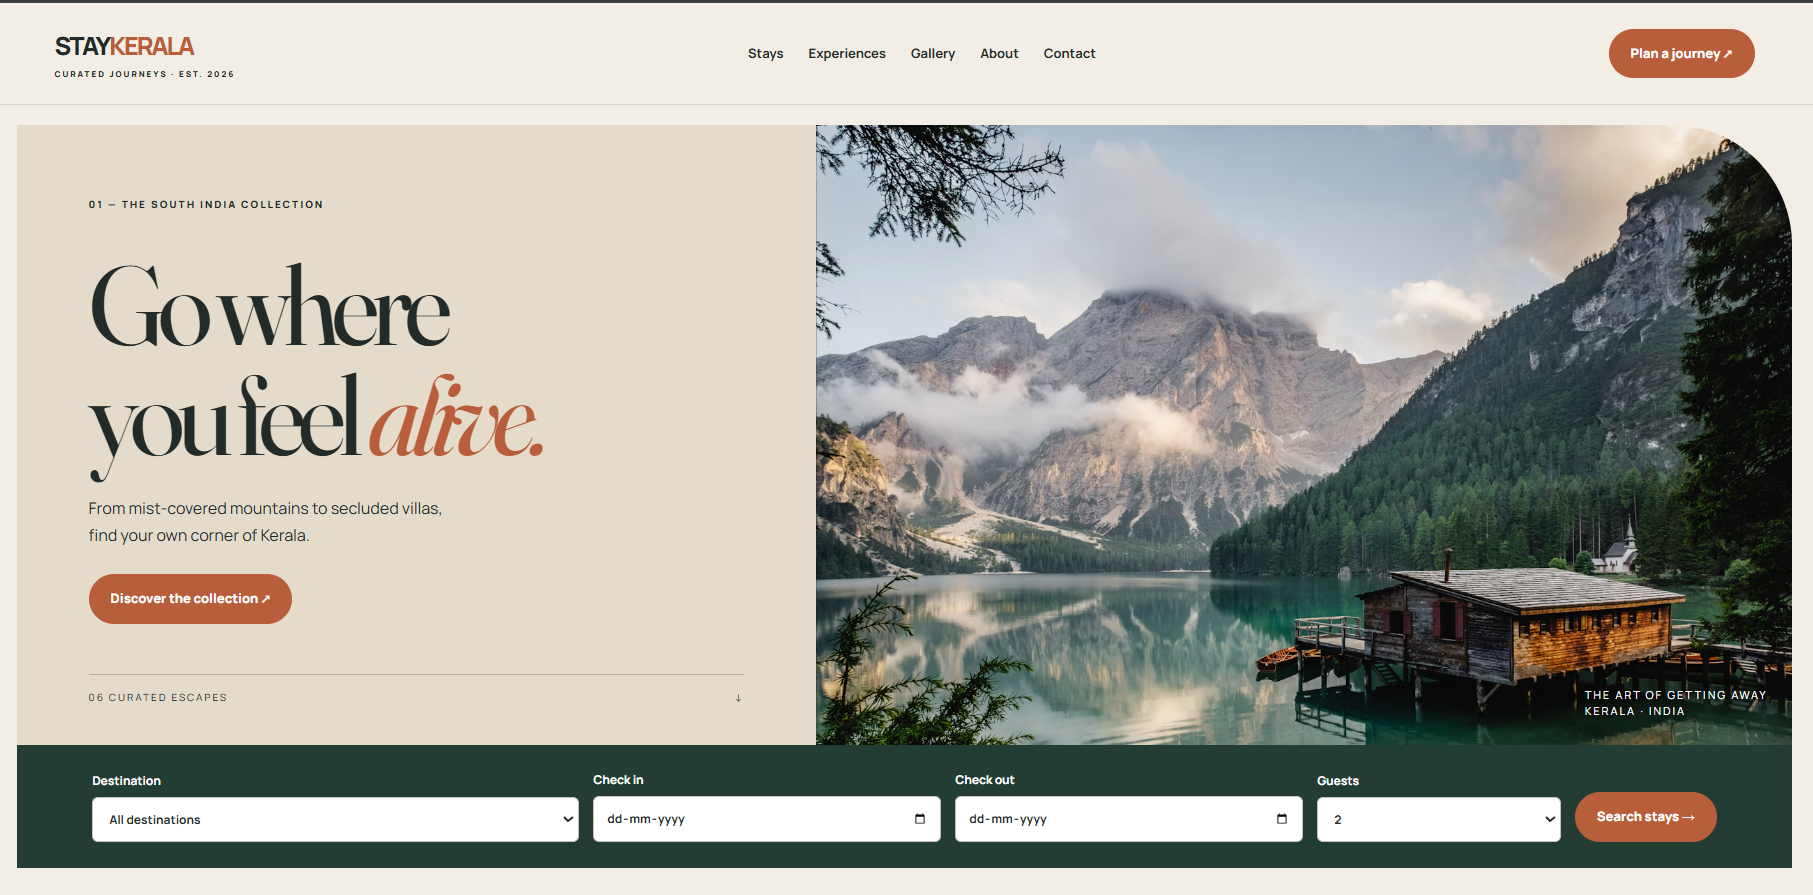 STAYKERALA
CURATED JOURNEYS · EST. 2026
Stays
Experiences
Gallery
About
Contact
Plan a journey ↗
01 — THE SOUTH INDIA COLLECTION
Go where
you feel alive.
From mist-covered mountains to secluded villas,
find your own corner of Kerala.
Discover the collection ↗
06 CURATED ESCAPES ↓
THE ART OF GETTING AWAY
KERALA · INDIA
Destination
All destinations
Check in
dd-mm-yyyy
Check out
dd-mm-yyyy
Guests
2
Search stays →